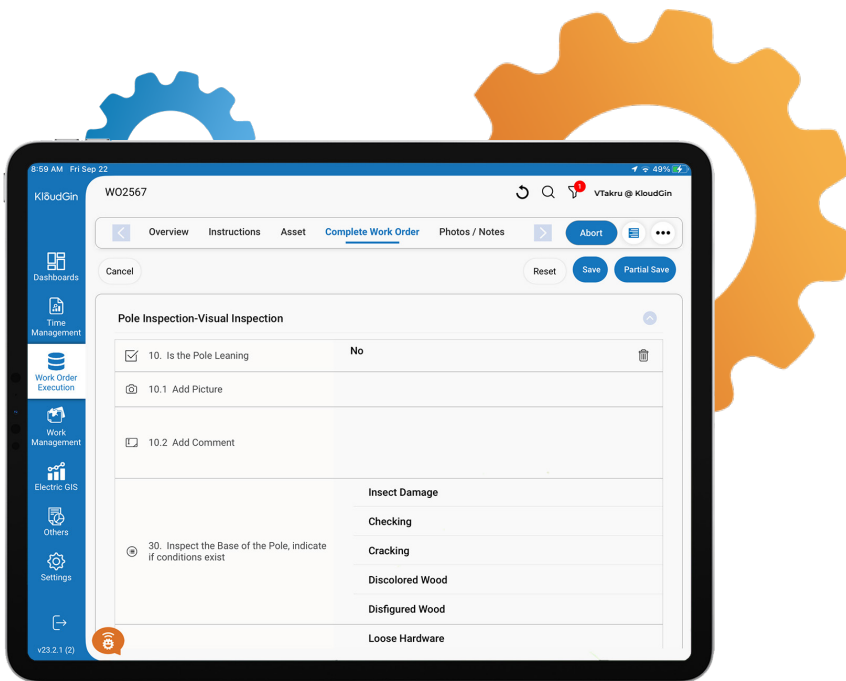 8:59 AM Fri Sep 22
49%
KloudGin
WO2567
1
VTakru @ KloudGin
Overview
Instructions
Asset
Complete Work Order
Photos / Notes
Abort
Cancel
Reset
Save
Partial Save
Dashboards
Time
Management
Work Order
Execution
Work
Management
Electric GIS
Others
Settings
v23.2.1 (2)
Pole Inspection-Visual Inspection
10. Is the Pole Leaning
No
10.1 Add Picture
10.2 Add Comment
30. Inspect the Base of the Pole, indicate
if conditions exist
Insect Damage
Checking
Cracking
Discolored Wood
Disfigured Wood
Loose Hardware